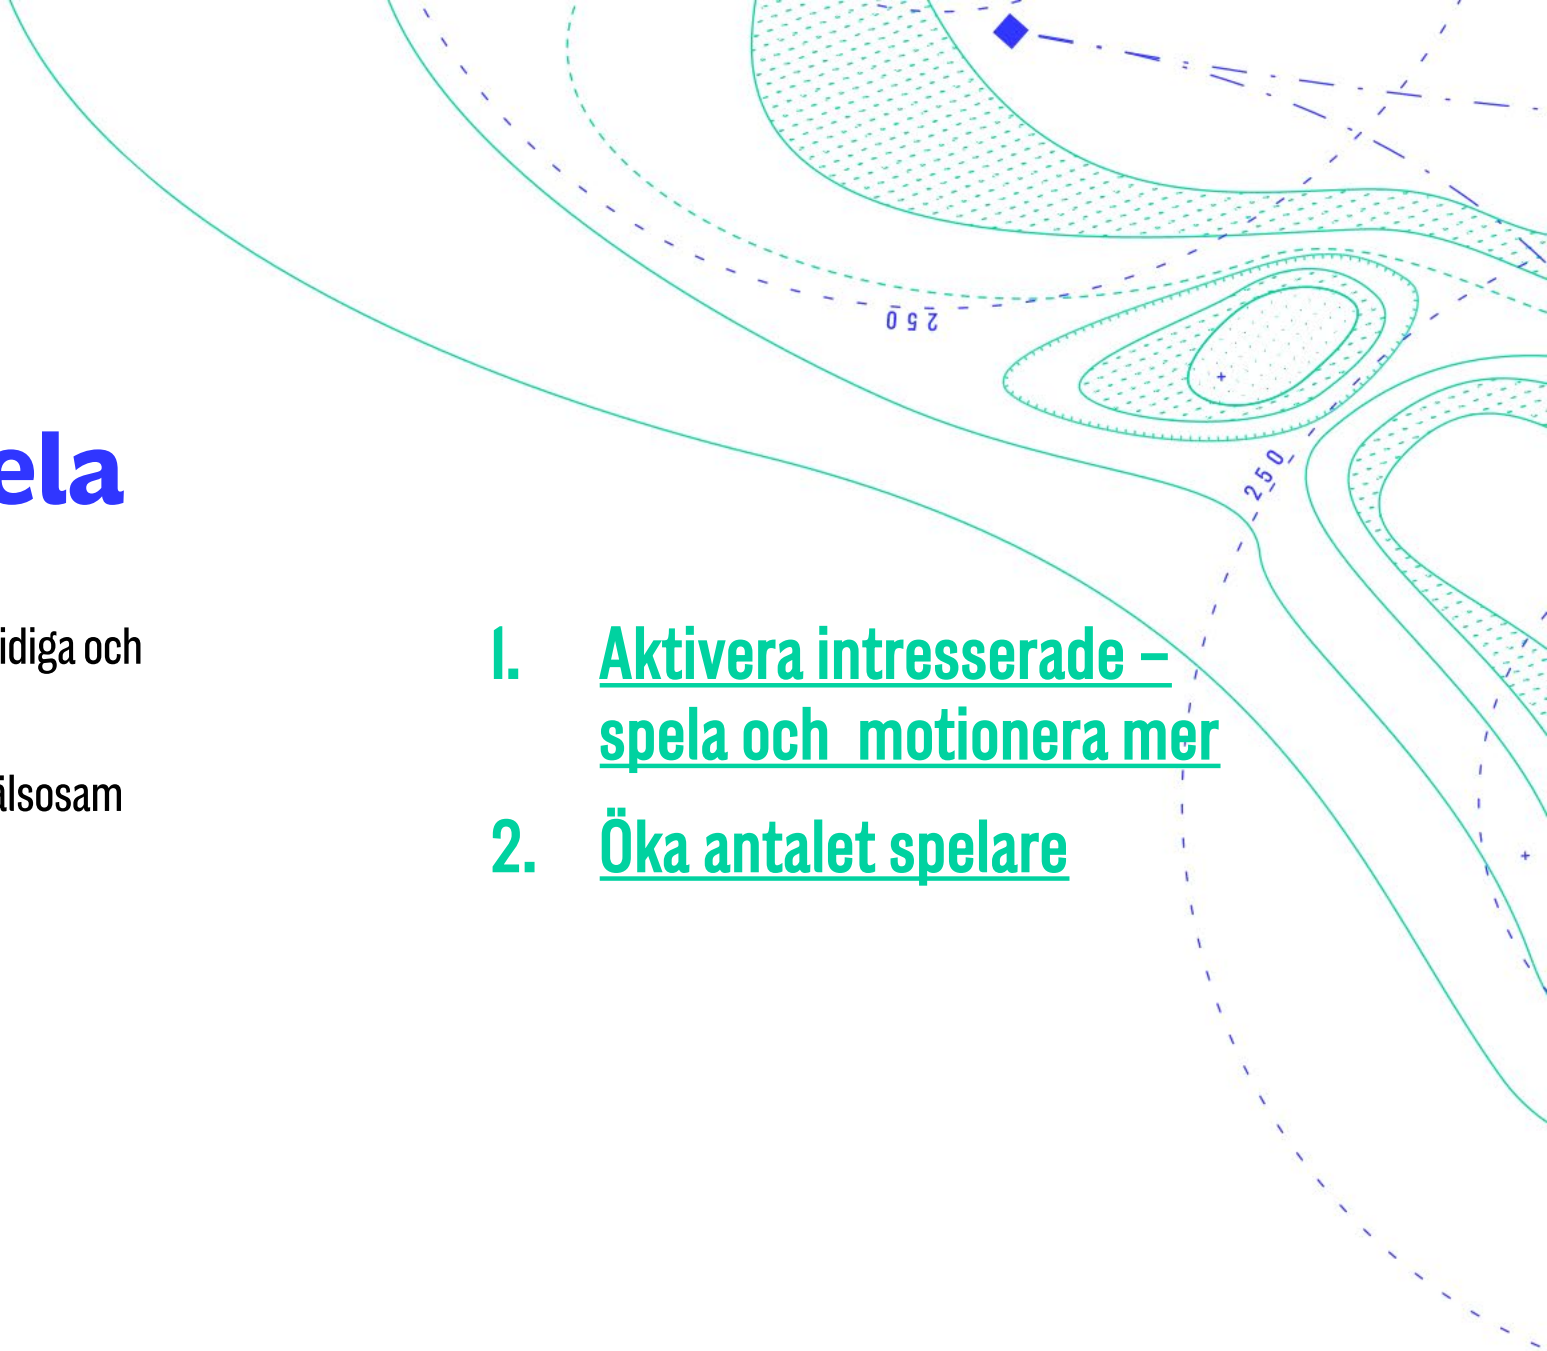 250
250
ela
idiga och
älsosam
1. Aktivera intresserade –
spela och  motionera mer
2. Öka antalet spelare